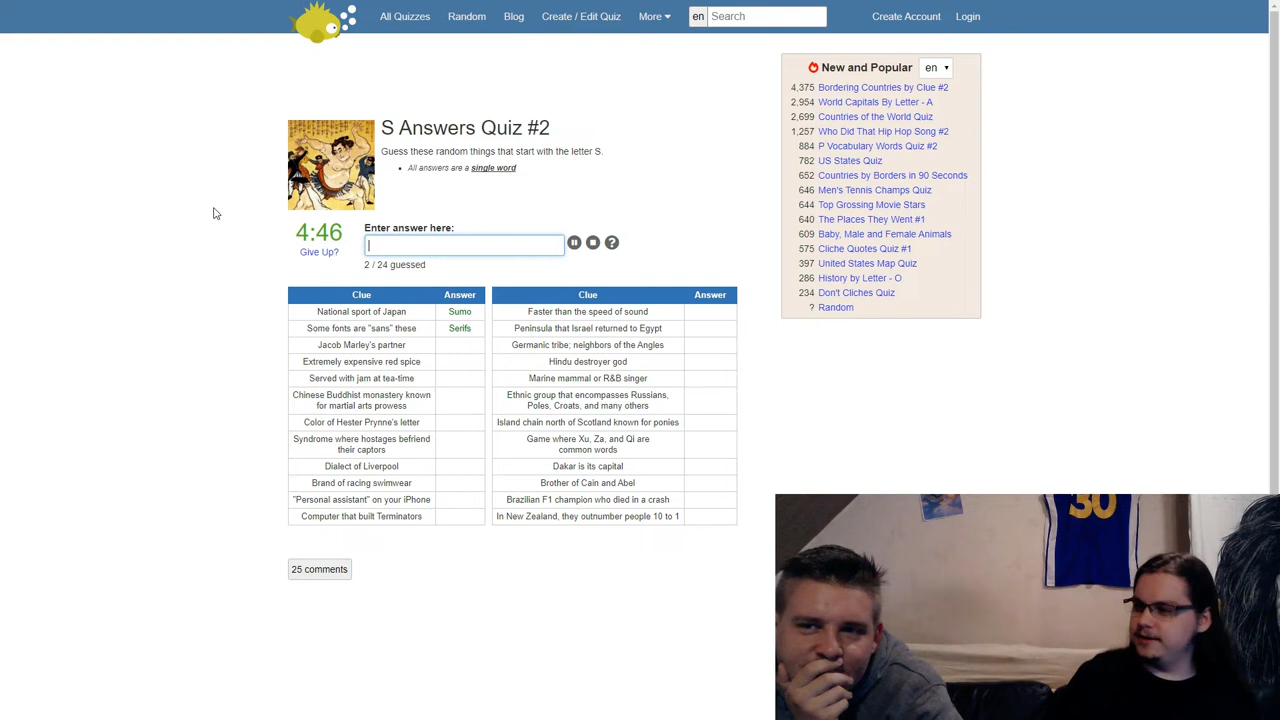 All Quizzes Random Blog Create / Edit Quiz More en Search Create Account Login
New and Popular en
4,375 Bordering Countries by Clue #2
2,954 World Capitals By Letter - A
2,699 Countries of the World Quiz
1,257 Who Did That Hip Hop Song #2
884 P Vocabulary Words Quiz #2
782 US States Quiz
652 Countries by Borders in 90 Seconds
646 Men's Tennis Champs Quiz
644 Top Grossing Movie Stars
640 The Places They Went #1
609 Baby, Male and Female Animals
575 Cliche Quotes Quiz #1
397 United States Map Quiz
286 History by Letter - O
234 Don't Cliches Quiz
? Random
S Answers Quiz #2
Guess these random things that start with the letter S.
All answers are a single word
4:46
Give Up?
Enter answer here:
2 / 24 guessed
Clue Answer
National sport of Japan Sumo
Some fonts are "sans" these Serifs
Jacob Marley's partner
Extremely expensive red spice
Served with jam at tea-time
Chinese Buddhist monastery known
for martial arts prowess
Color of Hester Prynne's letter
Syndrome where hostages befriend
their captors
Dialect of Liverpool
Brand of racing swimwear
"Personal assistant" on your iPhone
Computer that built Terminators
Clue Answer
Faster than the speed of sound
Peninsula that Israel returned to Egypt
Germanic tribe; neighbors of the Angles
Hindu destroyer god
Marine mammal or R&B singer
Ethnic group that encompasses Russians,
Poles, Croats, and many others
Island chain north of Scotland known for ponies
Game where Xu, Za, and Qi are
common words
Dakar is its capital
Brother of Cain and Abel
Brazilian F1 champion who died in a crash
In New Zealand, they outnumber people 10 to 1
25 comments
30